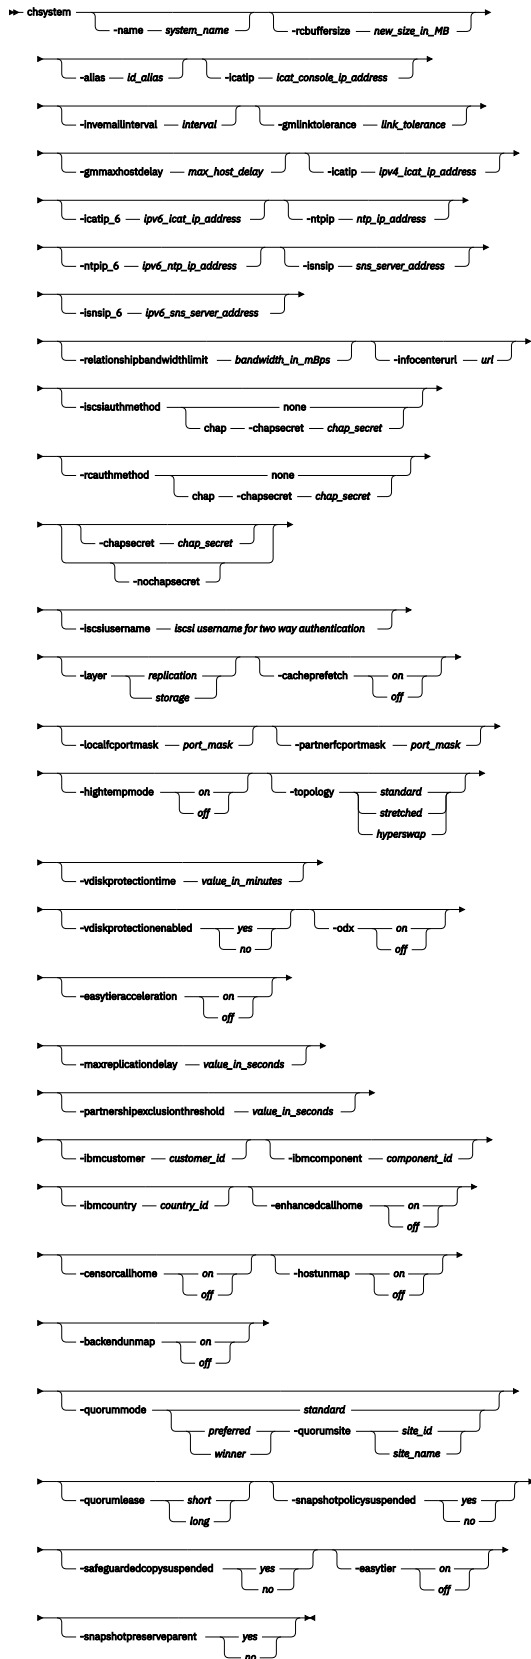 chsystem -name system_name -rcbuffersize new_size_in_MB
-alias id_alias -icatip icat_console_ip_address
-invemailinterval interval -gmlinktolerance link_tolerance
-gmmaxhostdelay max_host_delay -icatip ipv4_icat_ip_address
-icatip_6 ipv6_icat_ip_address -ntpip ntp_ip_address
-ntpip_6 ipv6_ntp_ip_address -isnsip sns_server_address
-isnsip_6 ipv6_sns_server_address
-relationshipbandwidthlimit bandwidth_in_mBps -infocenterurl url
-iscsiauthmethod none
chap -chapsecret chap_secret
-rcauthmethod none
chap -chapsecret chap_secret
-chapsecret chap_secret
-nochapsecret
-iscsiusername iscsi username for two way authentication
-layer replication -cacheprefetch on
storage off
-localfcportmask port_mask -partnerfcportmask port_mask
-hightempmode on -topology standard
off stretched
hyperswap
-vdiskprotectiontime value_in_minutes
-vdiskprotectionenabled yes -odx on
no off
-easytieracceleration on
off
-maxreplicationdelay value_in_seconds
-partnershipexclusionthreshold value_in_seconds
-ibmcustomer customer_id -ibmcomponent component_id
-ibmcountry country_id -enhancedcallhome on
off
-censorcallhome on -hostunmap on
off off
-backendunmap on
off
-quorummode standard
preferred -quorumsite site_id
winner site_name
-quorumlease short -snapshotpolicysuspended yes
long no
-safeguardedcopysuspended yes -easytier on
no off
-snapshotpreserveparent yes
no